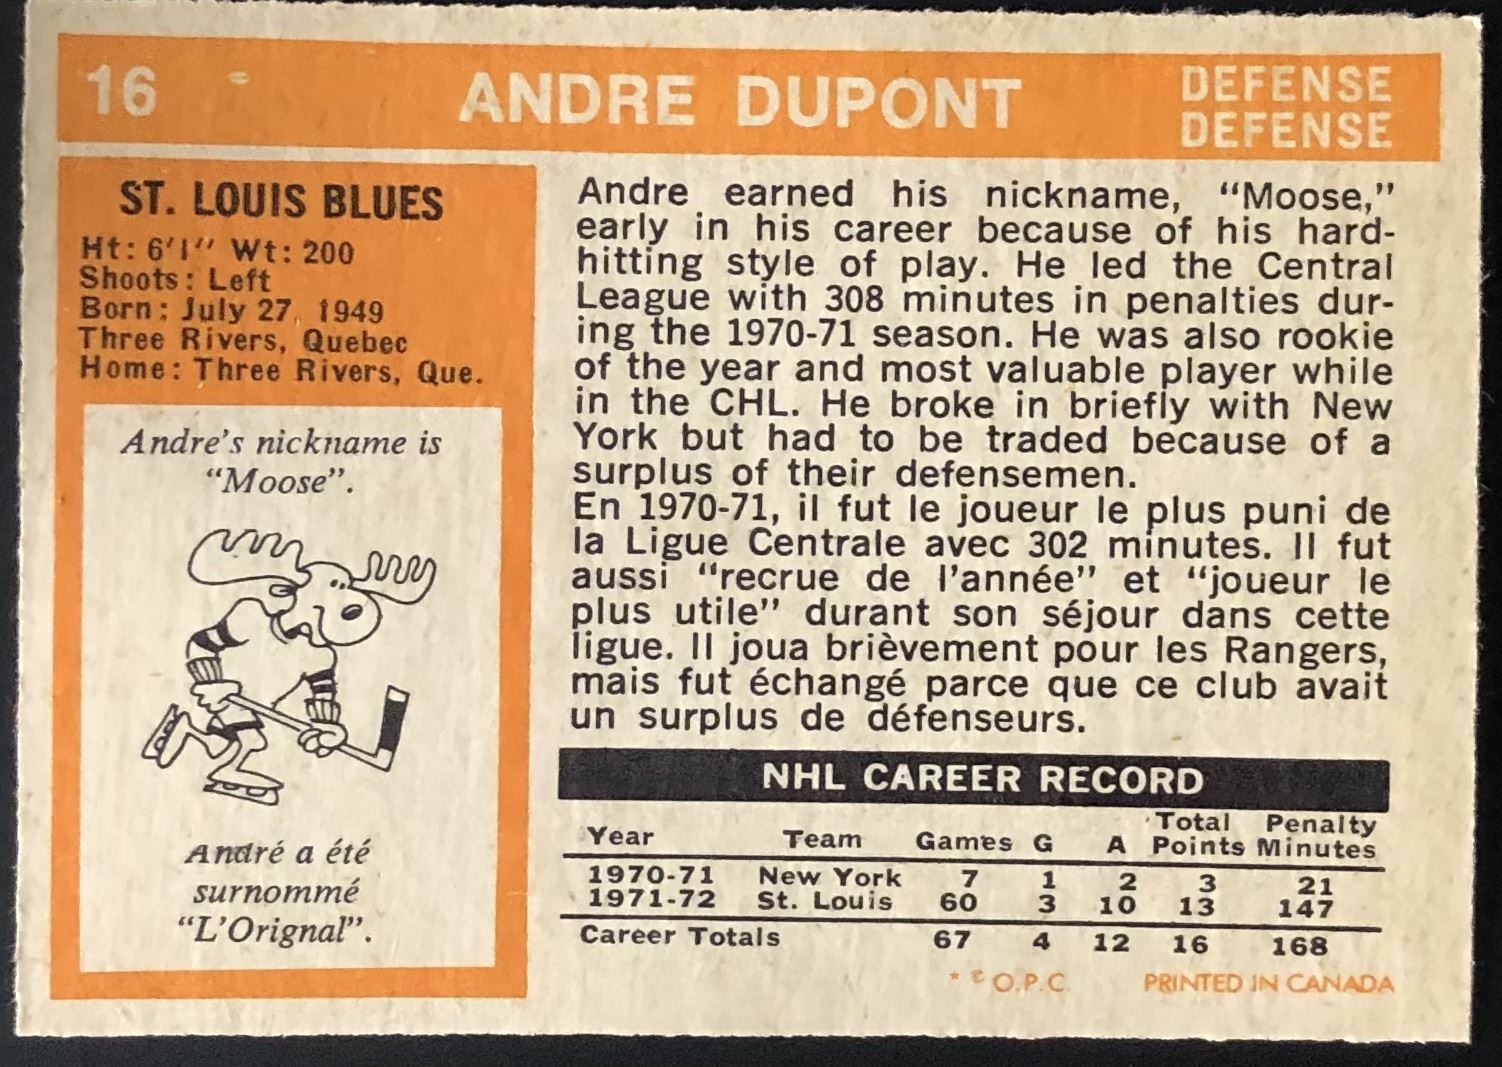 16 ANDRE DUPONT DEFENSE
DEFENSE
ST. LOUIS BLUES
Ht: 6'1" Wt: 200
Shoots: Left
Born: July 27, 1949
Three Rivers, Quebec
Home: Three Rivers, Que.
Andre's nickname is
"Moose".
André a été
surnommé
"L'Orignal".
Andre earned his nickname, "Moose,"
early in his career because of his hard-
hitting style of play. He led the Central
League with 308 minutes in penalties dur-
ing the 1970-71 season. He was also rookie
of the year and most valuable player while
in the CHL. He broke in briefly with New
York but had to be traded because of a
surplus of their defensemen.
En 1970-71, il fut le joueur le plus puni de
la Ligue Centrale avec 302 minutes. Il fut
aussi "recrue de l'année" et "joueur le
plus utile" durant son séjour dans cette
ligue. Il joua brièvement pour les Rangers,
mais fut échangé parce que ce club avait
un surplus de défenseurs.
NHL CAREER RECORD
Year Team Games G A Total Points Penalty Minutes
1970-71 New York 7 1 2 3 21
1971-72 St. Louis 60 3 10 13 147
Career Totals 67 4 12 16 168
* © O.P.C. PRINTED IN CANADA